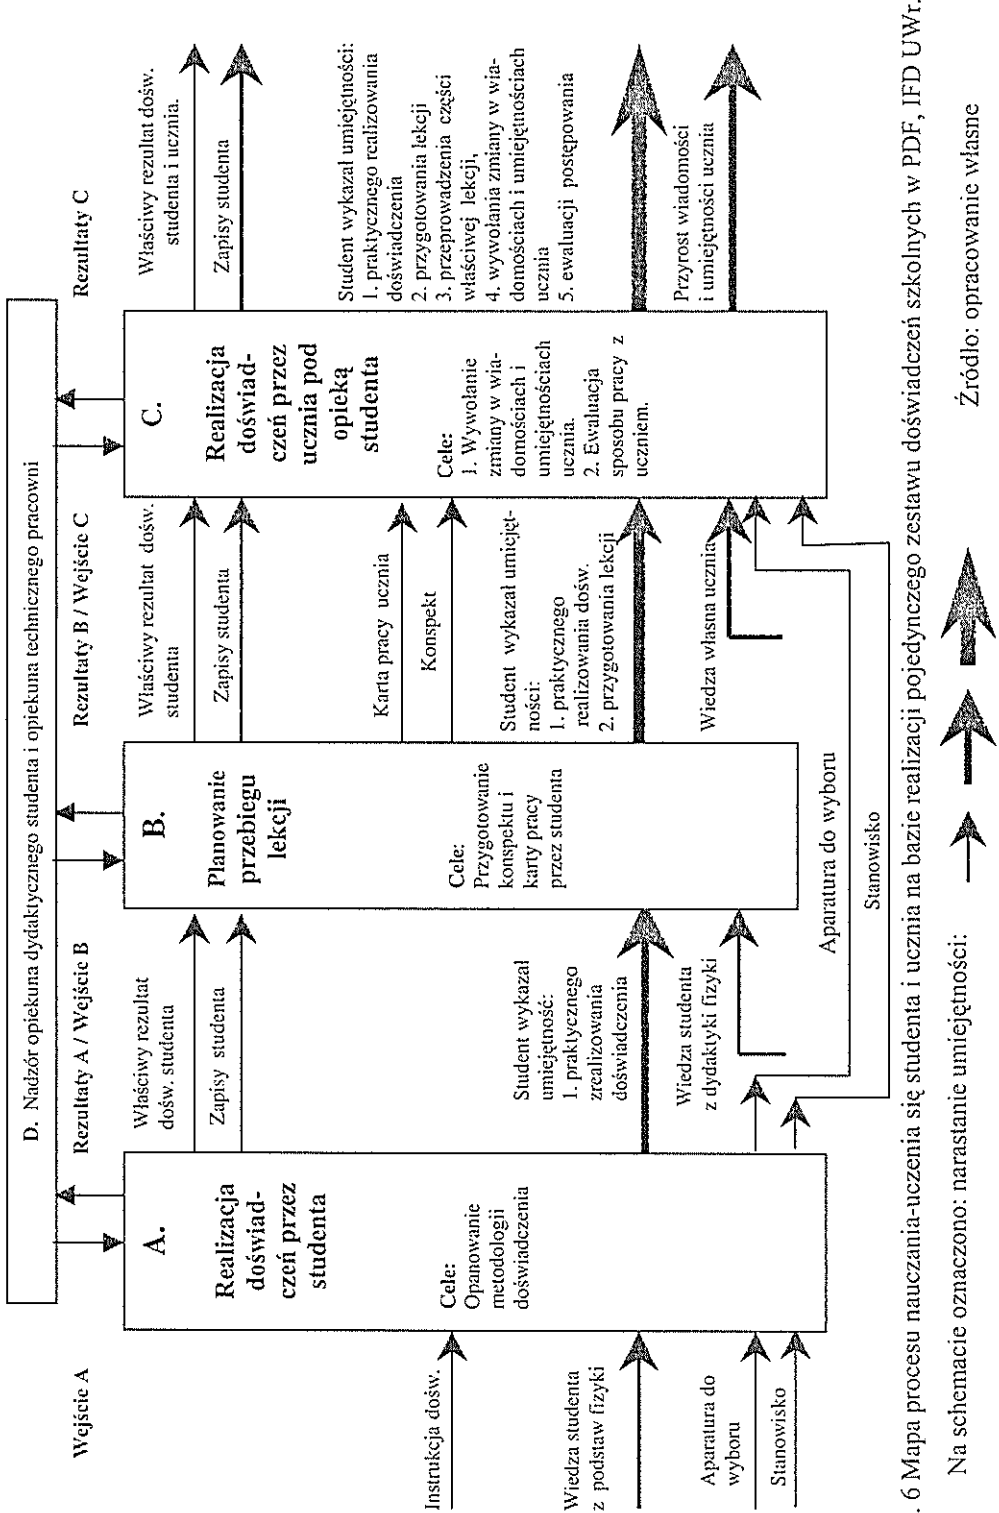 D. Nadzór opiekuna dydaktycznego studenta i opiekuna technicznego pracowni
Wejście A
Instrukcja dośw.
Wiedza studenta
z podstaw fizyki
Aparatura do
wyboru
Stanowisko
A.
Realizacja
doświad-
czeń przez
studenta
Cele:
Opanowanie
metodologii
doświadczenia
Rezultaty A / Wejście B
Właściwy rezultat
dośw. studenta
Zapisy studenta
Student wykazał
umiejętność:
1. praktycznego
zrealizowania
doświadczenia
Wiedza studenta
z dydaktyki fizyki
B.
Planowanie
przebiegu
lekcji
Cele:
Przygotowanie
konspektu i
karty pracy
przez studenta
Aparatura do wyboru
Stanowisko
Rezultaty B / Wejście C
Właściwy rezultat dośw.
studenta
Zapisy studenta
Karta pracy ucznia
Konspekt
Student wykazał umiejęt-
ności:
1. praktycznego
realizowania dośw.
2. przygotowania lekcji
Wiedza własna ucznia
C.
Realizacja
doświad-
czeń przez
ucznia pod
opieką
studenta
Cele:
1. Wywołanie
zmiany w wia-
domościach i
umiejętnościach
ucznia.
2. Ewaluacja
sposobu pracy z
uczniem.
Rezultaty C
Właściwy rezultat dośw.
studenta i ucznia.
Zapisy studenta
Student wykazał umiejętności:
1. praktycznego realizowania
doświadczenia
2. przygotowania lekcji
3. przeprowadzenia części
właściwej lekcji,
4. wywołania zmiany w wia-
domościach i umiejętnościach
ucznia
5. ewaluacji postępowania
Przyrost wiadomości
i umiejętności ucznia
. 6 Mapa procesu nauczania-uczenia się studenta i ucznia na bazie realizacji pojedynczego zestawu doświadczeń szkolnych w PDF, IFD UWr.
Na schemacie oznaczono: narastanie umiejętności:
Źródło: opracowanie własne